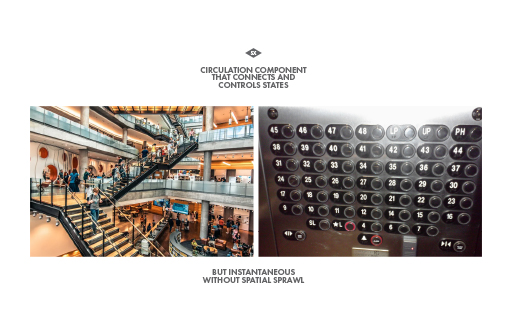 CIRCULATION COMPONENT
THAT CONNECTS AND
CONTROLS STATES
45 46 47 48 LP UP PH
38 39 40 41 42 43 44
31 32 33 34 35 36 37
24 25 26 27 28 29 30
17 18 19 20 21 22 23
9 10 11 12 14 15 16
SL ★L 4 6 7
BUT INSTANTANEOUS
WITHOUT SPATIAL SPRAWL